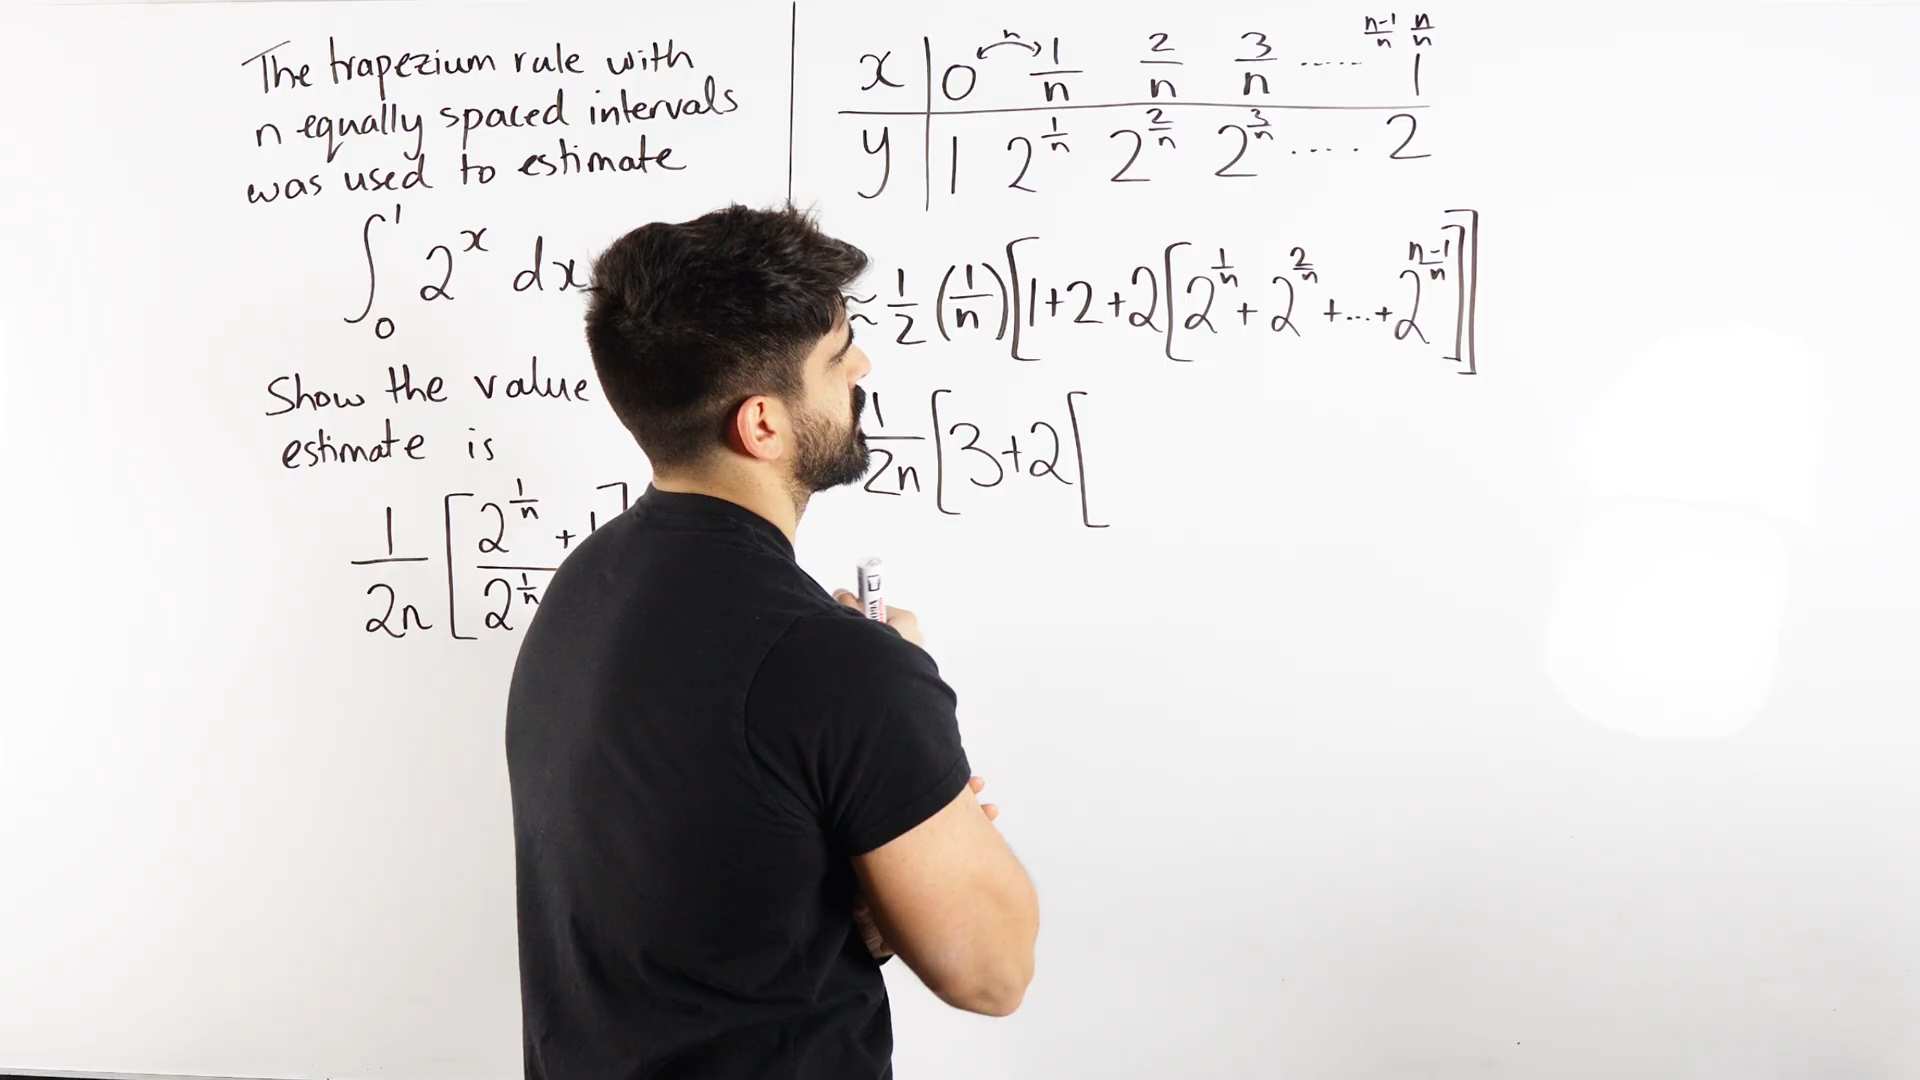 The trapezium rule with
n equally spaced intervals
was used to estimate
∫₀¹ 2^x dx
Show the value
estimate is
1/2n [ 2^(1/n) + 1 ] / 2^(1/n)
x | 0 h 1/n 2/n 3/n ...... (n-1)/n n/n 1
y | 1 2^(1/n) 2^(2/n) 2^(3/n) .... 2
≈ 1/2 (1/n) [1+2+2[2^(1/n) + 2^(2/n) + ... + 2^((n-1)/n)]]
1/2n [3+2[